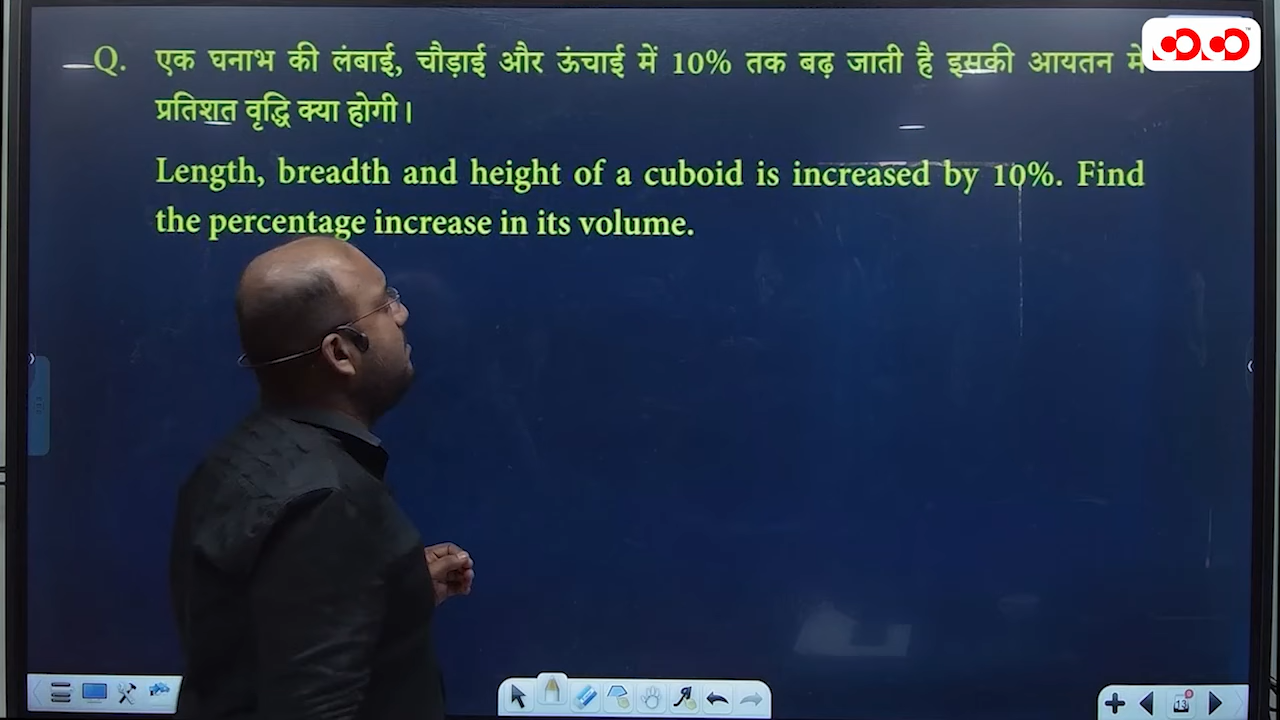 Q. एक घनाभ की लंबाई, चौड़ाई और ऊंचाई में 10% तक बढ़ जाती है इसकी आयतन में
प्रतिशत वृद्धि क्या होगी।
Length, breadth and height of a cuboid is increased by 10%. Find
the percentage increase in its volume.